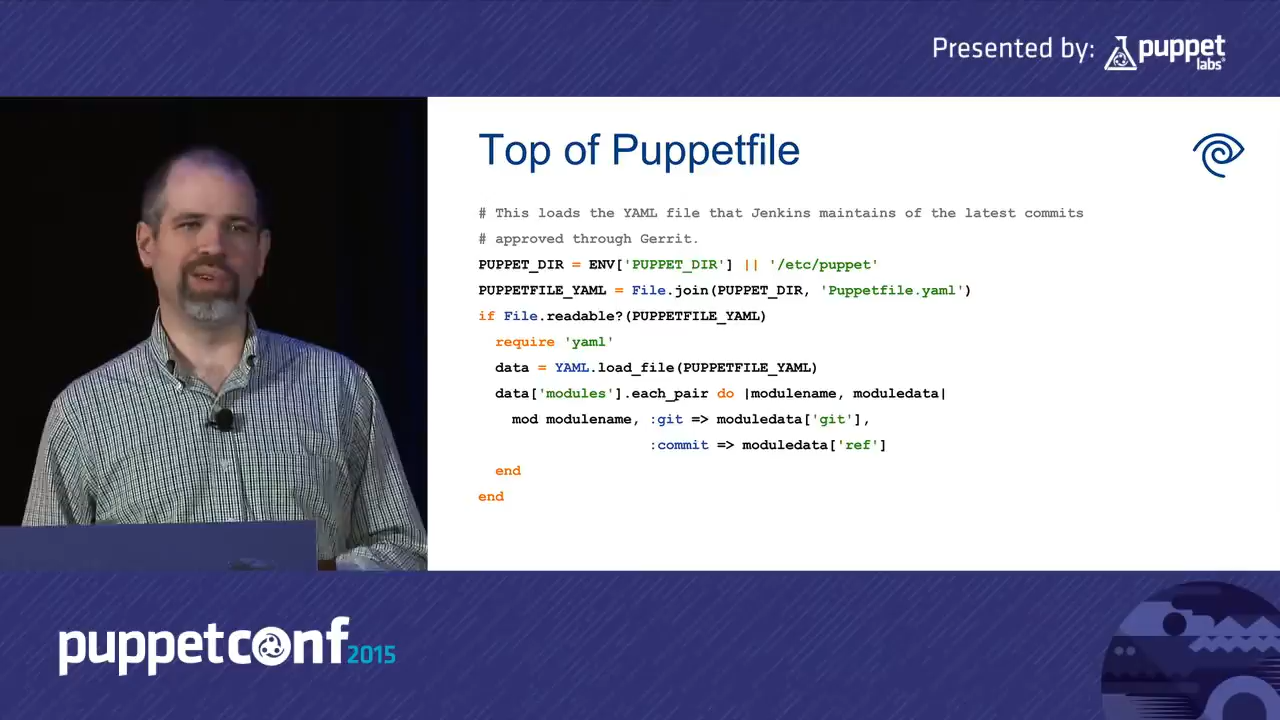 Presented by: puppet labs
Top of Puppetfile
# This loads the YAML file that Jenkins maintains of the latest commits
# approved through Gerrit.
PUPPET_DIR = ENV['PUPPET_DIR'] || '/etc/puppet'
PUPPETFILE_YAML = File.join(PUPPET_DIR, 'Puppetfile.yaml')
if File.readable?(PUPPETFILE_YAML)
  require 'yaml'
  data = YAML.load_file(PUPPETFILE_YAML)
  data['modules'].each_pair do |modulename, moduledata|
    mod modulename, :git => moduledata['git'],
                    :commit => moduledata['ref']
  end
end
puppetconf 2015